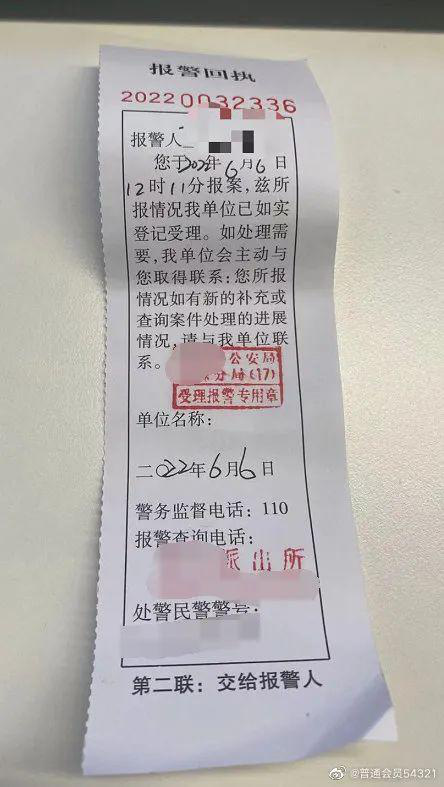 报警回执
20220032336
报警人
您于2022年6月6日
12时11分报案，兹所
报情况我单位已如实
登记受理。如处理需
要，我单位会主动与
您取得联系；您所报
情况如有新的补充或
查询案件处理的进展
情况，请与我单位联
系。
公安局
分局(17)
受理报警专用章
单位名称：
二022年6月6日
警务监督电话：110
报警查询电话：
派出所
处警民警警号：
第二联：交给报警人
@普通会员54321